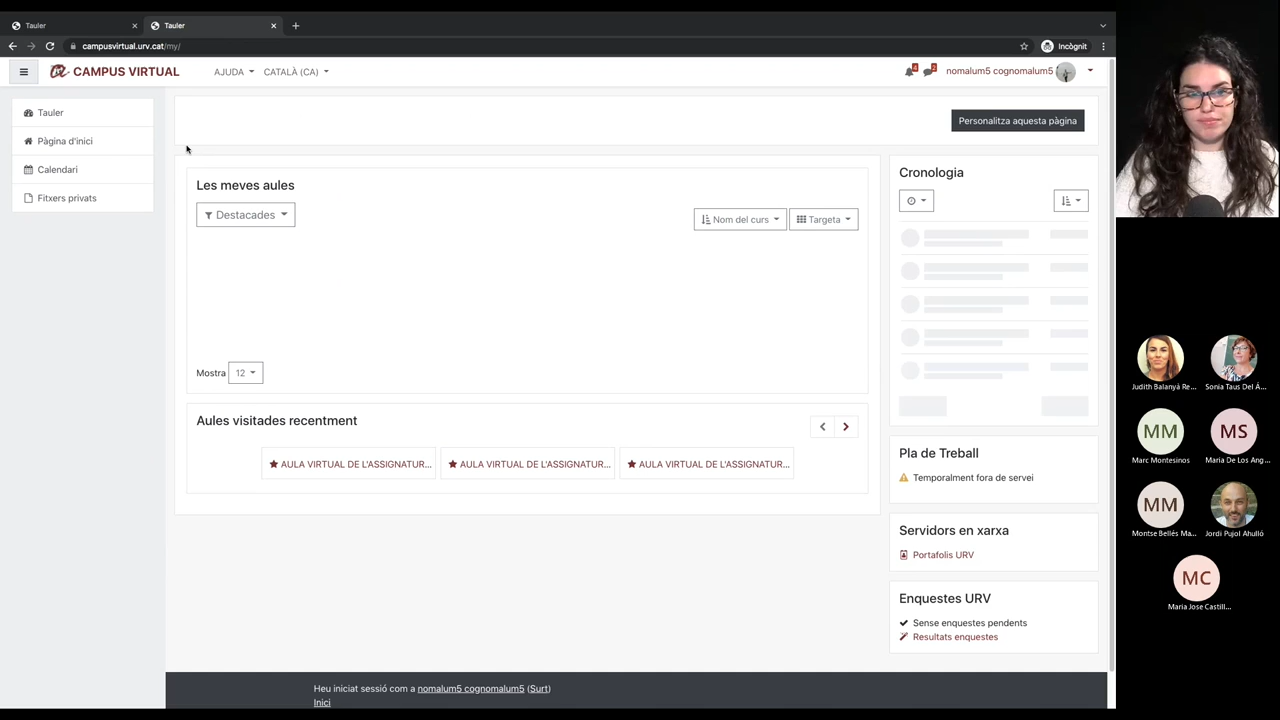 Tauler
Tauler
campusvirtual.urv.cat/my/
Incògnit
CAMPUS VIRTUAL
AJUDA
CATALÀ (CA)
4
2
nomalum5 cognomalum5
Tauler
Pàgina d'inici
Calendari
Fitxers privats
Personalitza aquesta pàgina
Les meves aules
Destacades
Nom del curs
Targeta
Mostra 12
Aules visitades recentment
AULA VIRTUAL DE L'ASSIGNATUR...
AULA VIRTUAL DE L'ASSIGNATUR...
AULA VIRTUAL DE L'ASSIGNATUR...
Cronologia
Pla de Treball
Temporalment fora de servei
Servidors en xarxa
Portafolis URV
Enquestes URV
Sense enquestes pendents
Resultats enquestes
Heu iniciat sessió com a nomalum5 cognomalum5 (Surt)
Inici
Judith Balanyà Re...
Sonia Taus Del Á...
MM
Marc Montesinos
MS
Maria De Los Ang...
MM
Montse Bellés Ma...
Jordi Pujol Ahulló
MC
Maria Jose Castill...